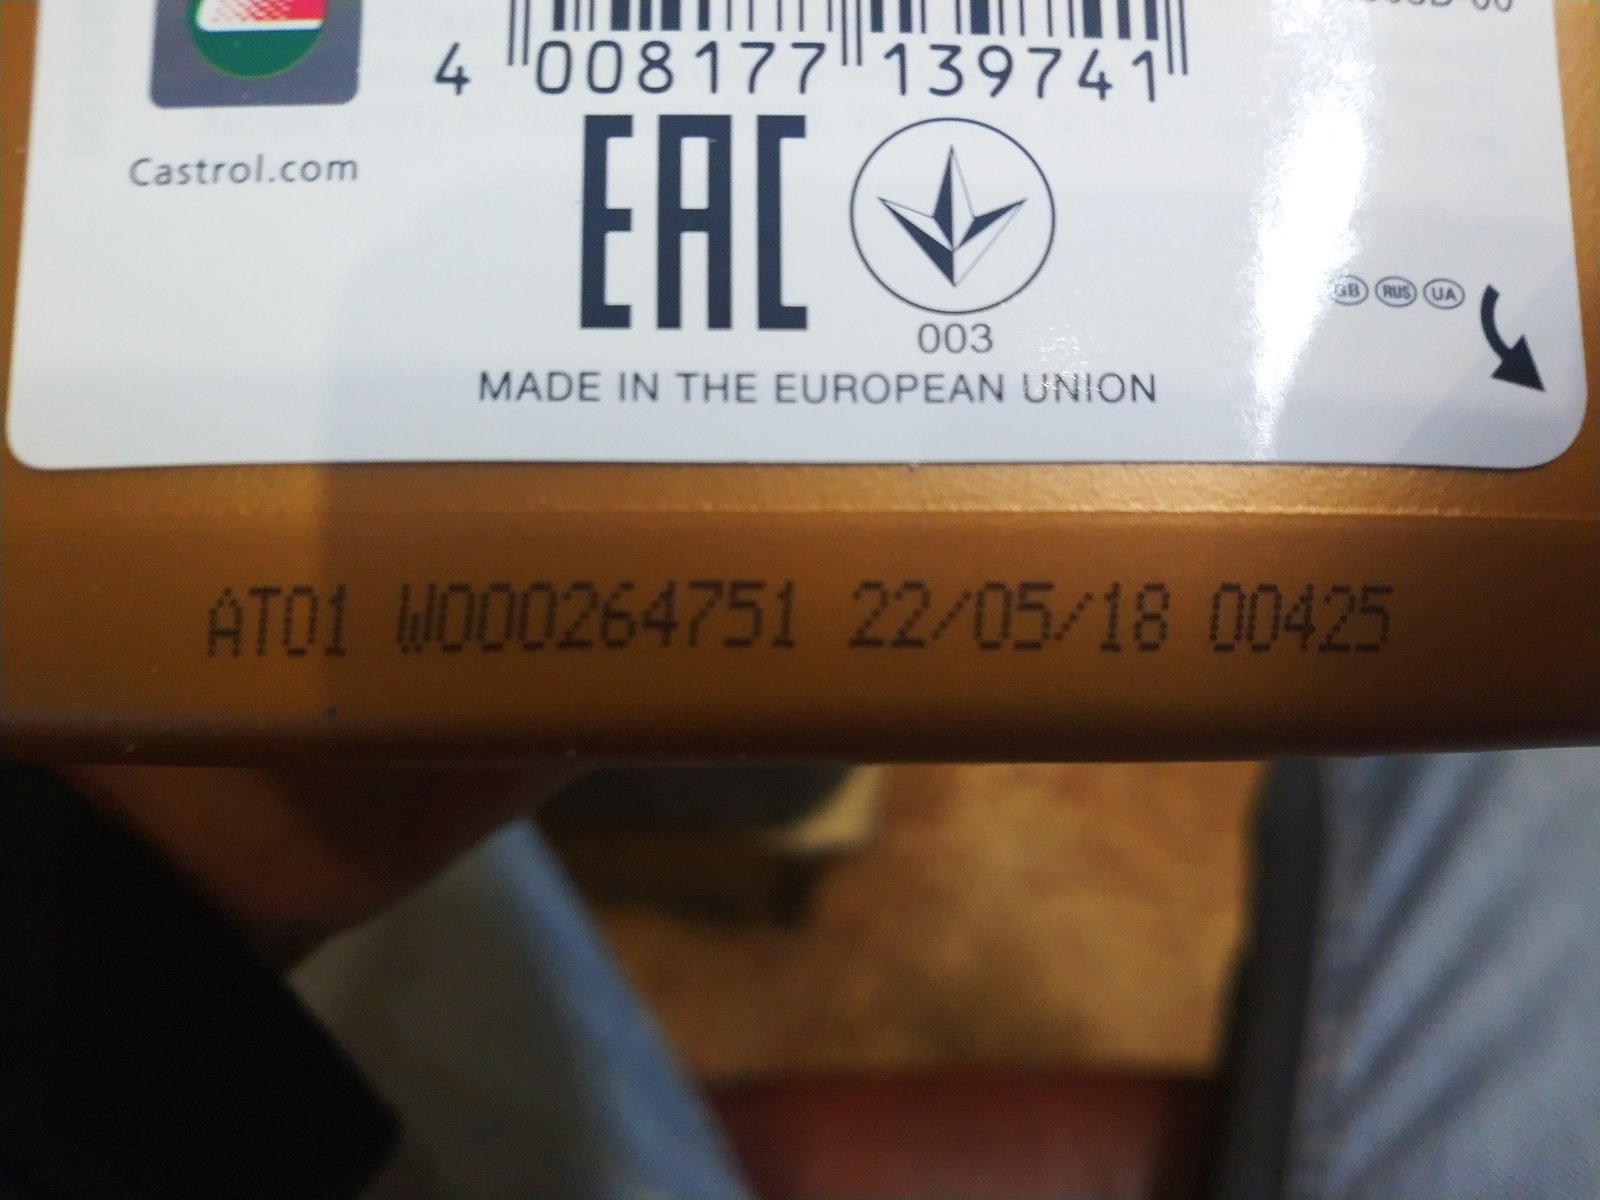 4 008177 139741
Castrol.com
EAC
003
GB RUS UA
MADE IN THE EUROPEAN UNION
AT01 W000264751 22/05/18 00425